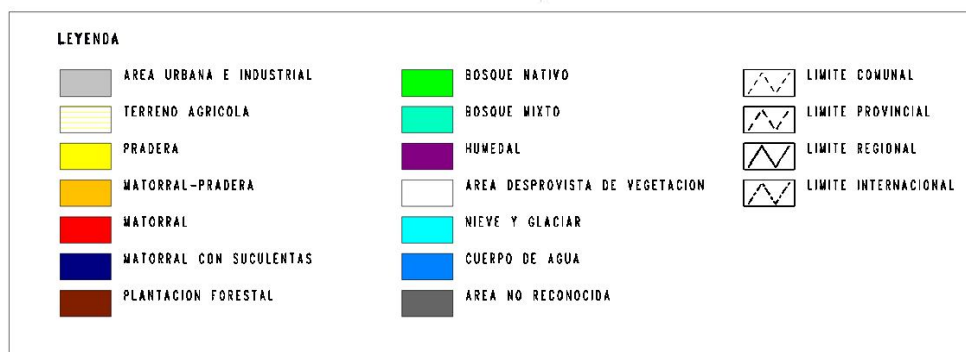 LEYENDA
AREA URBANA E INDUSTRIAL
TERRENO AGRICOLA
PRADERA
MATORRAL-PRADERA
MATORRAL
MATORRAL CON SUCULENTAS
PLANTACION FORESTAL
BOSQUE NATIVO
BOSQUE MIXTO
HUMEDAL
AREA DESPROVISTA DE VEGETACION
NIEVE Y GLACIAR
CUERPO DE AGUA
AREA NO RECONOCIDA
LIMITE COMUNAL
LIMITE PROVINCIAL
LIMITE REGIONAL
LIMITE INTERNACIONAL